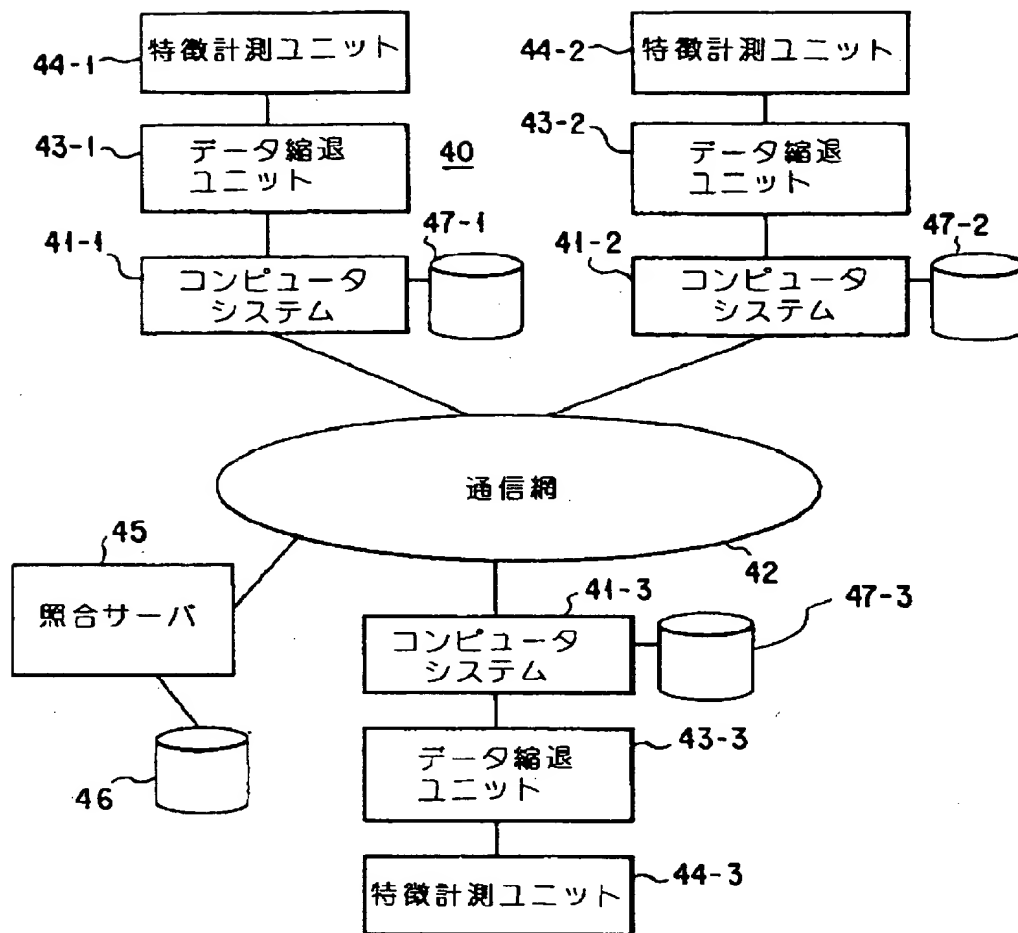 44-1
特徴計測ユニット
44-2
特徴計測ユニット
43-1
データ縮退
ユニット
40
43-2
データ縮退
ユニット
41-1
コンピュータ
システム
47-1
41-2
コンピュータ
システム
47-2
通信網
42
45
照合サーバ
46
41-3
コンピュータ
システム
47-3
データ縮退
ユニット
43-3
特徴計測ユニット
44-3